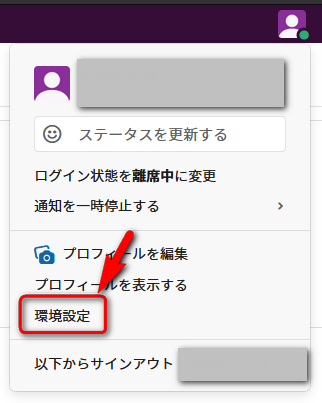 ステータスを更新する
ログイン状態を離席中に変更
通知を一時停止する
プロフィールを編集
プロフィールを表示する
環境設定
以下からサインアウト